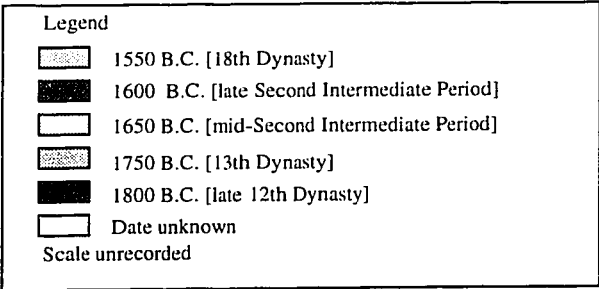 Legend
1550 B.C. [18th Dynasty]
1600 B.C. [late Second Intermediate Period]
1650 B.C. [mid-Second Intermediate Period]
1750 B.C. [13th Dynasty]
1800 B.C. [late 12th Dynasty]
Date unknown
Scale unrecorded